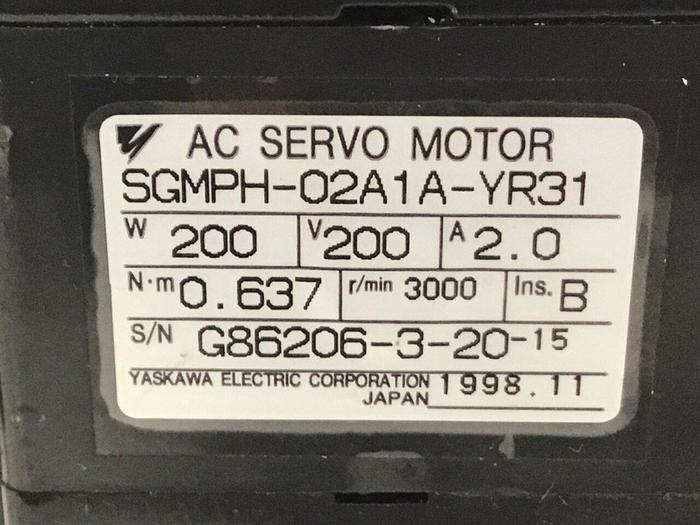 AC SERVO MOTOR
SGMPH-02A1A-YR31
W 200 V 200 A 2.0
N·m 0.637 r/min 3000 Ins. B
S/N G86206-3-20-15
YASKAWA ELECTRIC CORPORATION 1998.11
JAPAN